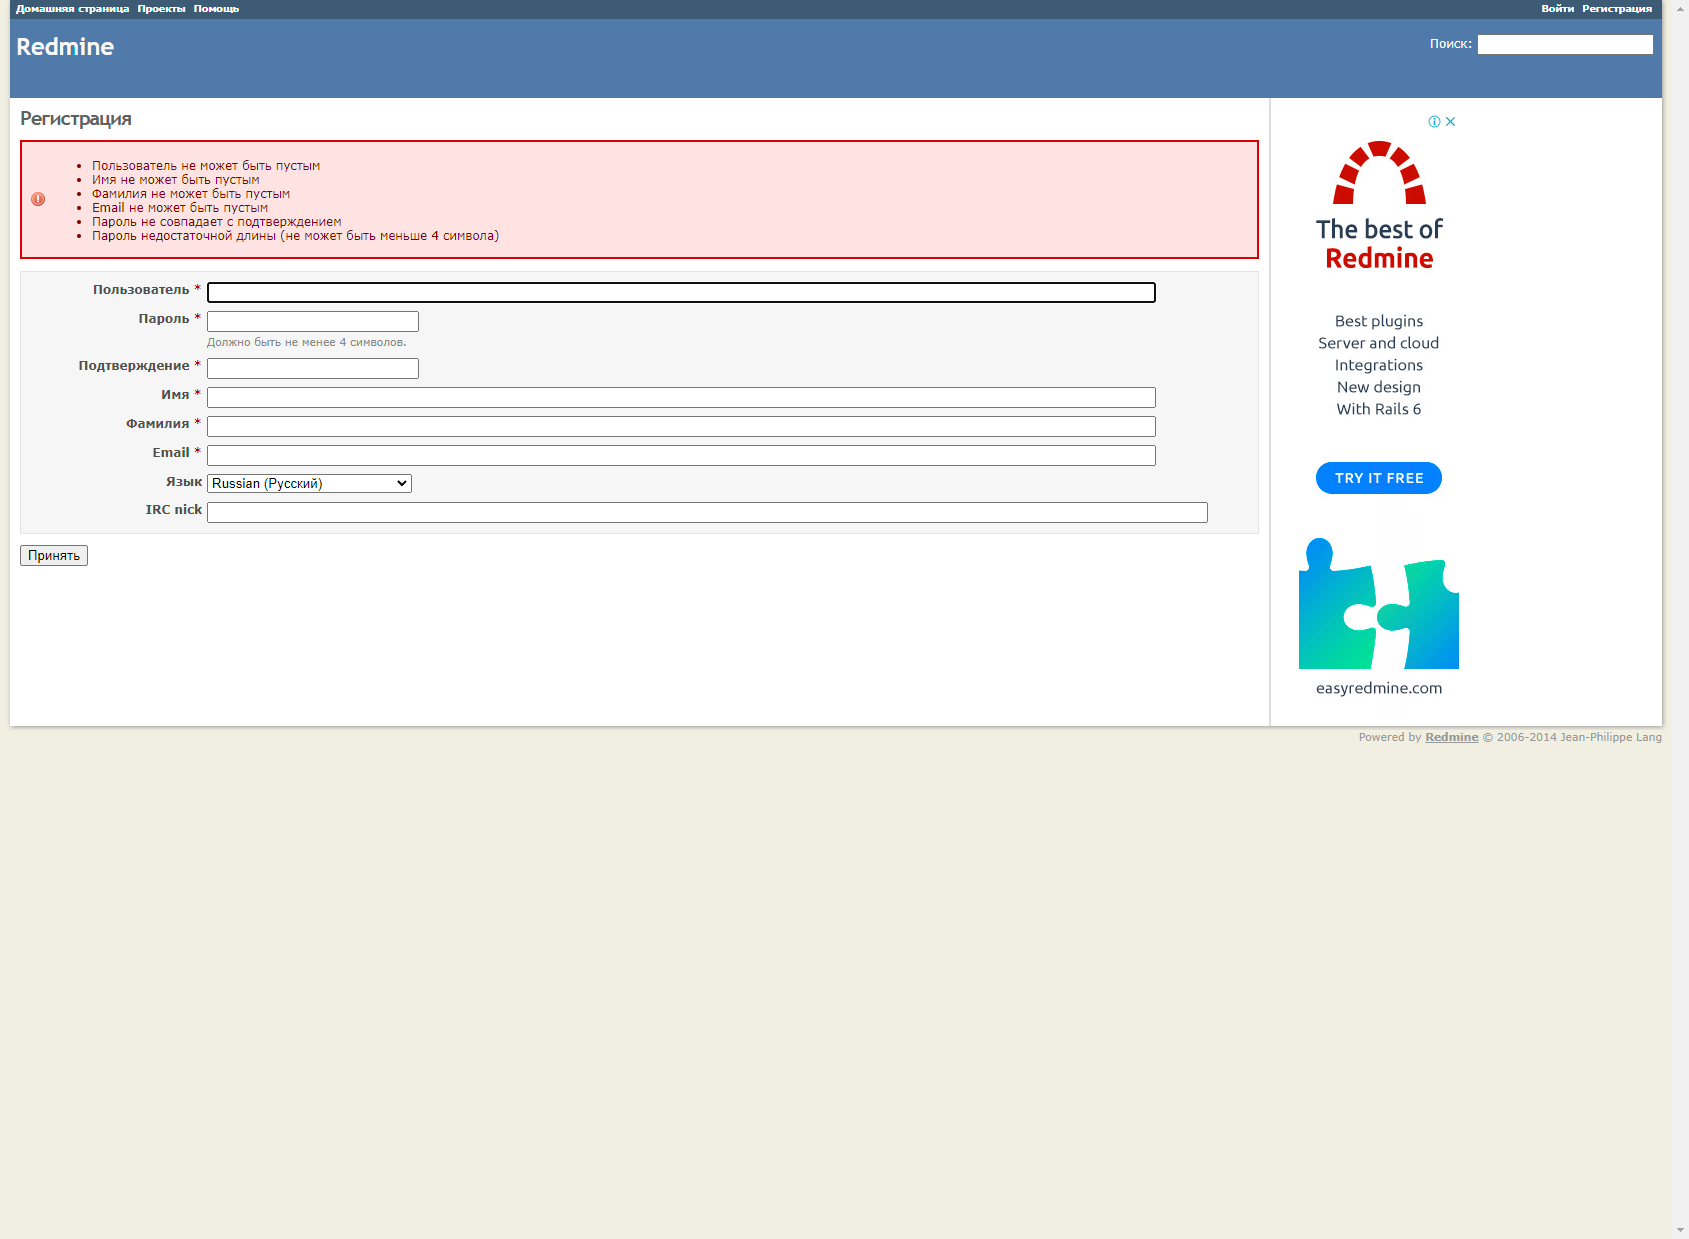 Домашняя страница Проекты Помощь
Войти Регистрация
Redmine
Поиск:
Регистрация
Пользователь не может быть пустым
Имя не может быть пустым
Фамилия не может быть пустым
Email не может быть пустым
Пароль не совпадает с подтверждением
Пароль недостаточной длины (не может быть меньше 4 символа)
Пользователь *
Пароль *
Должно быть не менее 4 символов.
Подтверждение *
Имя *
Фамилия *
Email *
Язык Russian (Русский)
IRC nick
Принять
The best of
Redmine
Best plugins
Server and cloud
Integrations
New design
With Rails 6
TRY IT FREE
easyredmine.com
Powered by Redmine © 2006-2014 Jean-Philippe Lang